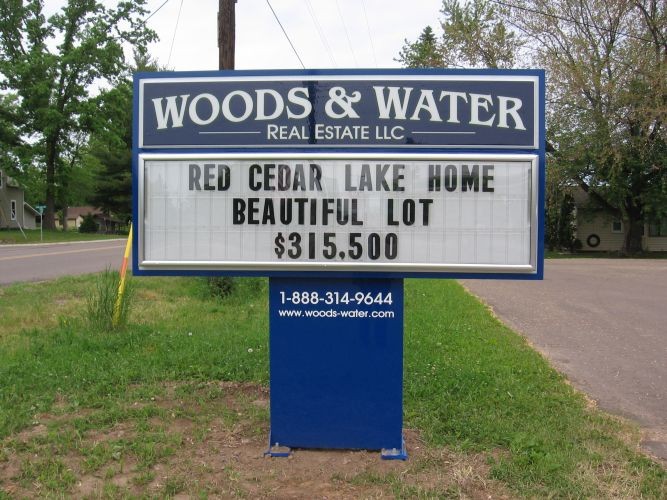 WOODS & WATER
REAL ESTATE LLC
RED CEDAR LAKE HOME
BEAUTIFUL LOT
$315,500
1-888-314-9644
www.woods-water.com